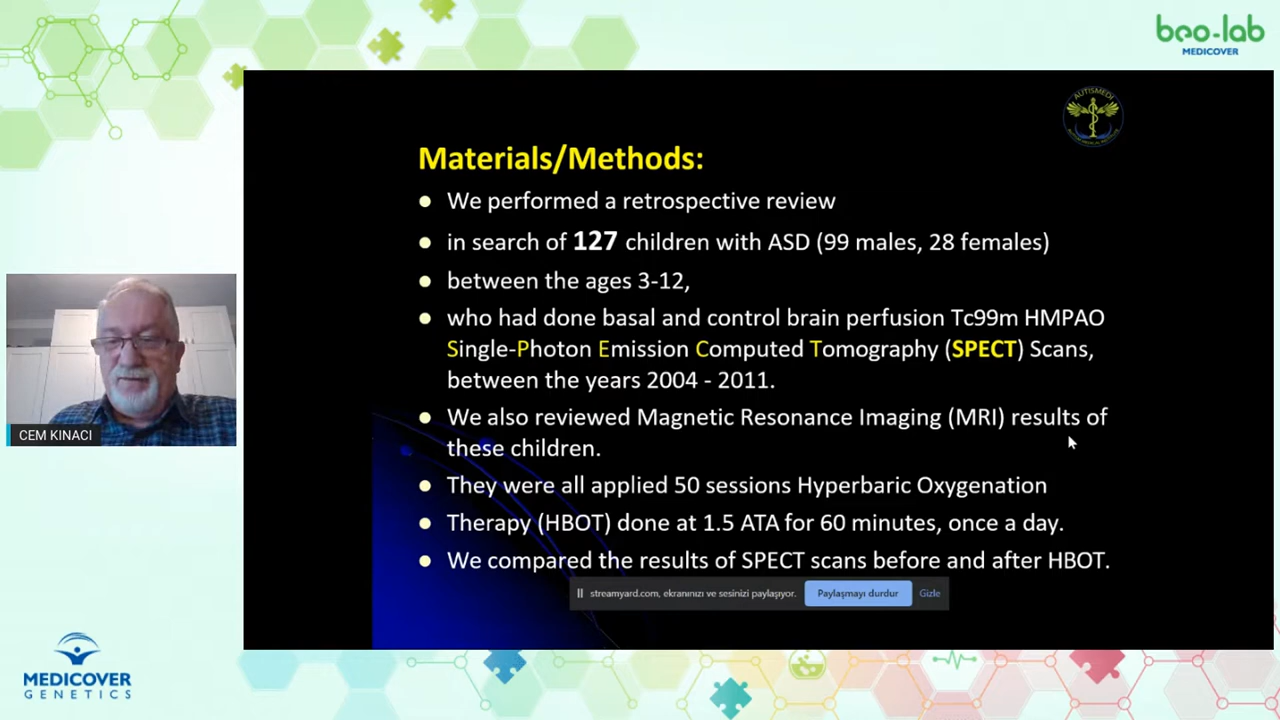 beo-lab
MEDICOVER
AUTISMEDI
Materials/Methods:
● We performed a retrospective review
● in search of 127 children with ASD (99 males, 28 females)
● between the ages 3-12,
● who had done basal and control brain perfusion Tc99m HMPAO
Single-Photon Emission Computed Tomography (SPECT) Scans,
between the years 2004 - 2011.
● We also reviewed Magnetic Resonance Imaging (MRI) results of
these children.
● They were all applied 50 sessions Hyperbaric Oxygenation
● Therapy (HBOT) done at 1.5 ATA for 60 minutes, once a day.
● We compared the results of SPECT scans before and after HBOT.
CEM KINACI
streamyard.com, ekranınızı ve sesinizi paylaşıyor.
Paylaşmayı durdur
Gizle
MEDICOVER
GENETICS